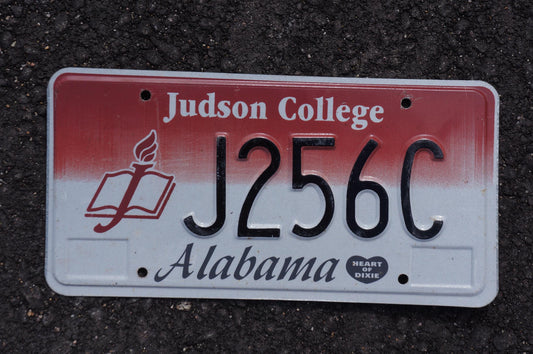 Judson College
J256C
Alabama
HEART
OF
DIXIE